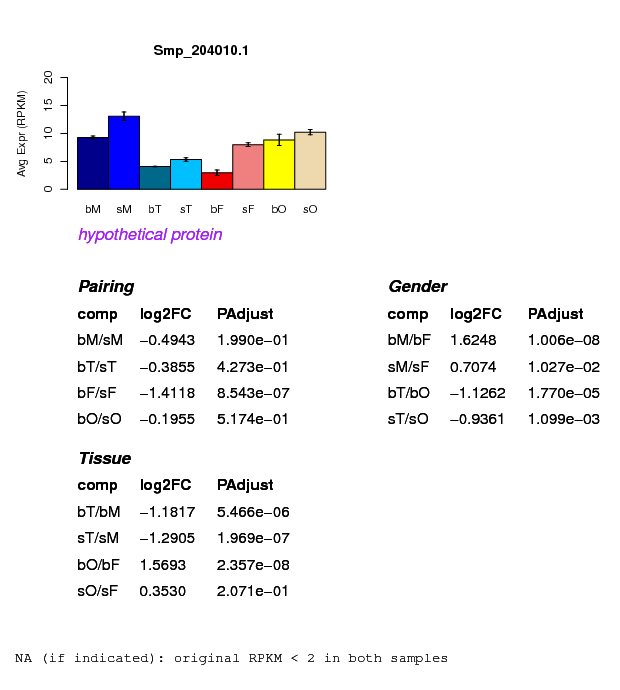 Smp_204010.1
Avg Expr (RPKM)
20
15
10
5
0
bM sM bT sT bF sF bO sO
hypothetical protein
Pairing
comp log2FC PAdjust
bM/sM −0.4943 1.990e−01
bT/sT −0.3855 4.273e−01
bF/sF −1.4118 8.543e−07
bO/sO −0.1955 5.174e−01
Gender
comp log2FC PAdjust
bM/bF 1.6248 1.006e−08
sM/sF 0.7074 1.027e−02
bT/bO −1.1262 1.770e−05
sT/sO −0.9361 1.099e−03
Tissue
comp log2FC PAdjust
bT/bM −1.1817 5.466e−06
sT/sM −1.2905 1.969e−07
bO/bF 1.5693 2.357e−08
sO/sF 0.3530 2.071e−01
NA (if indicated): original RPKM < 2 in both samples